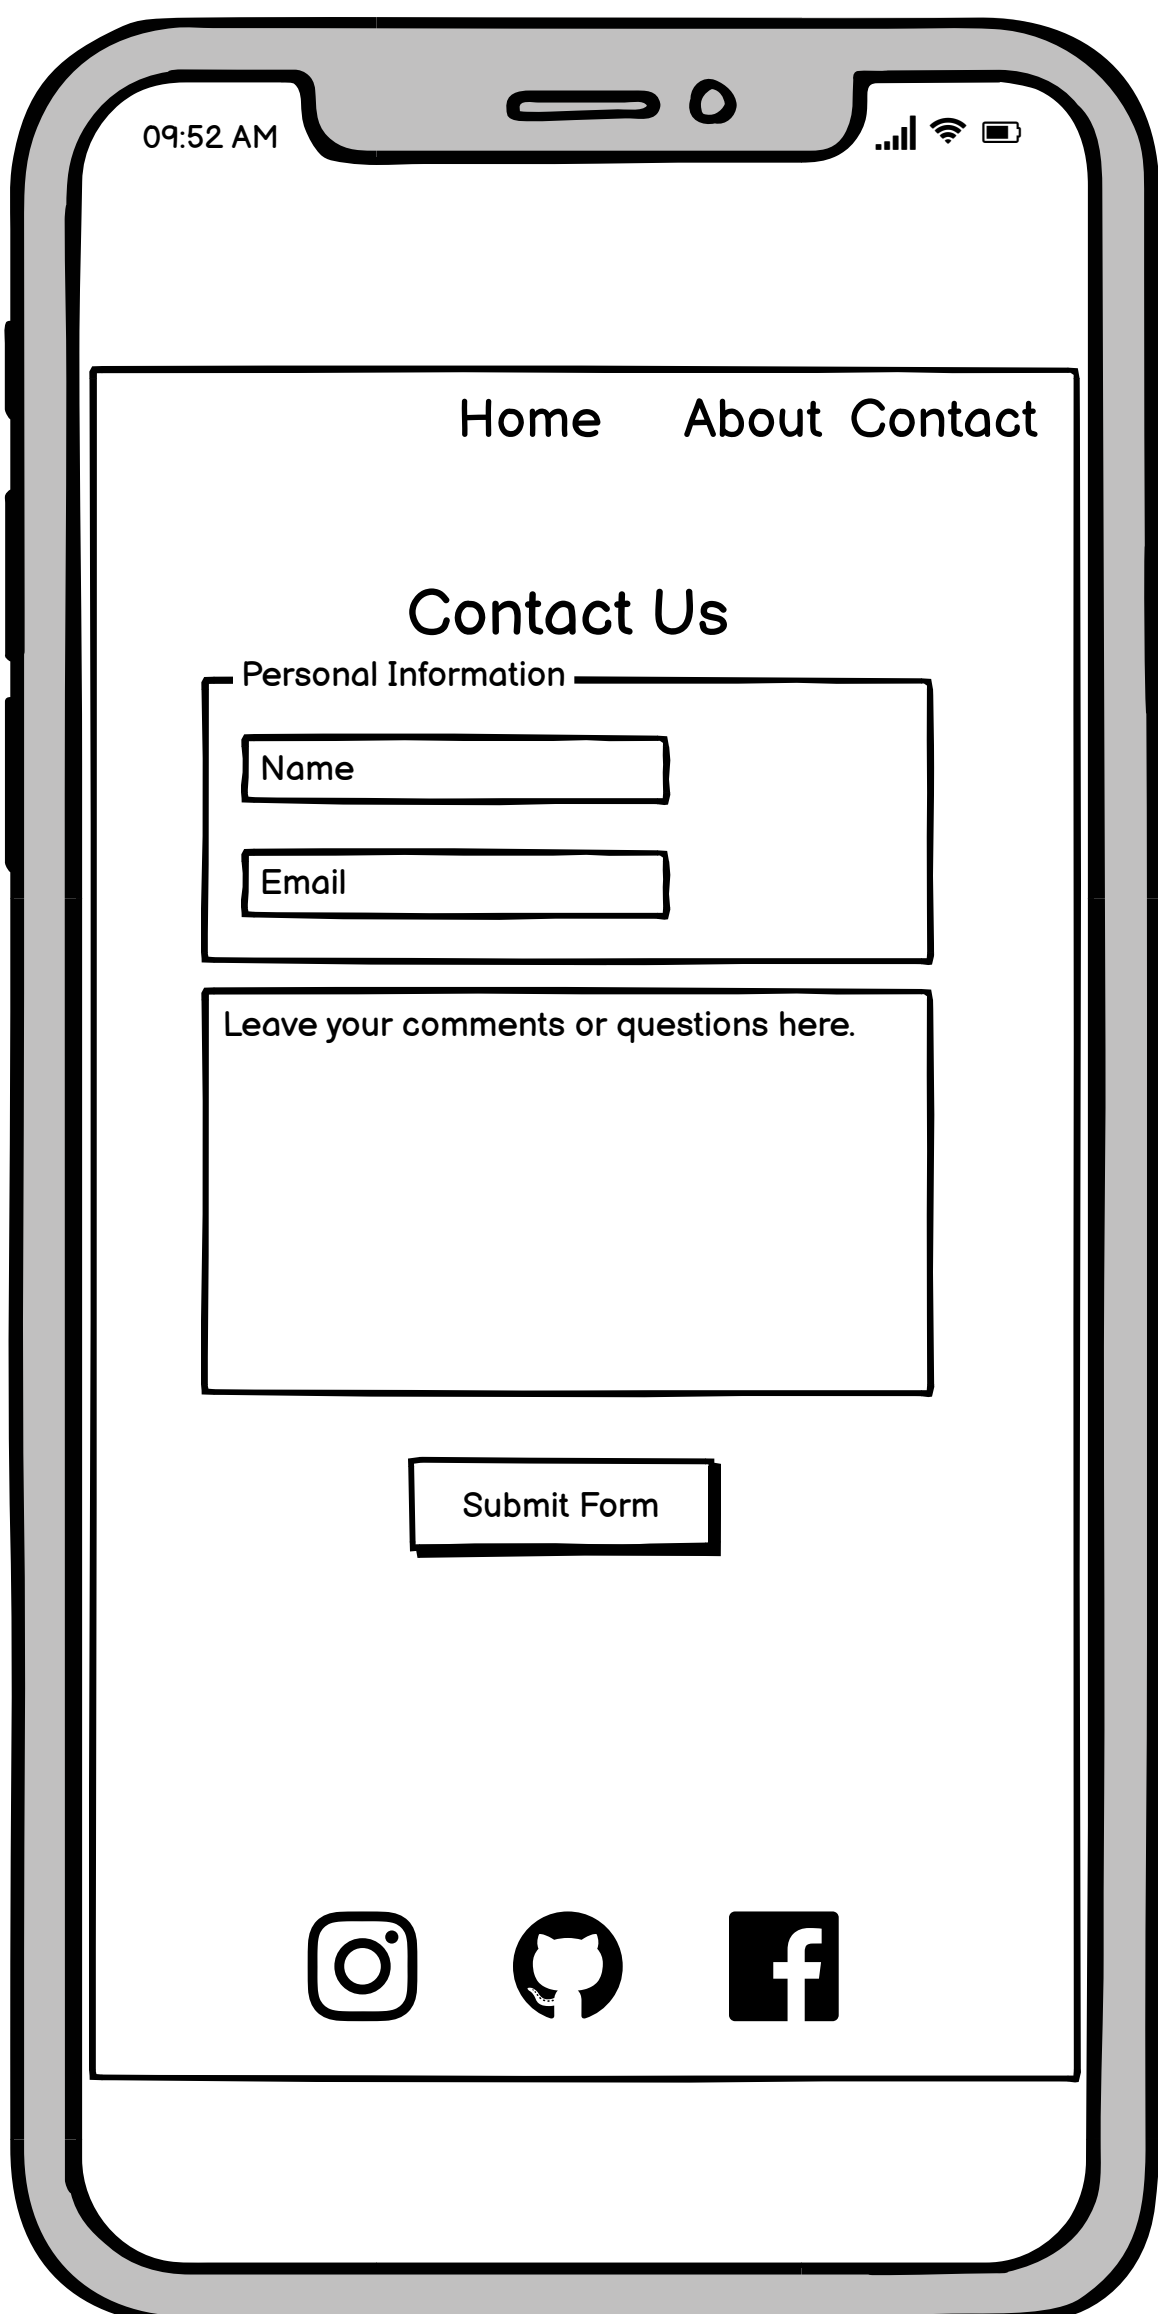 09:52 AM
Home About Contact
Contact Us
Personal Information
Name
Email
Leave your comments or questions here.
Submit Form